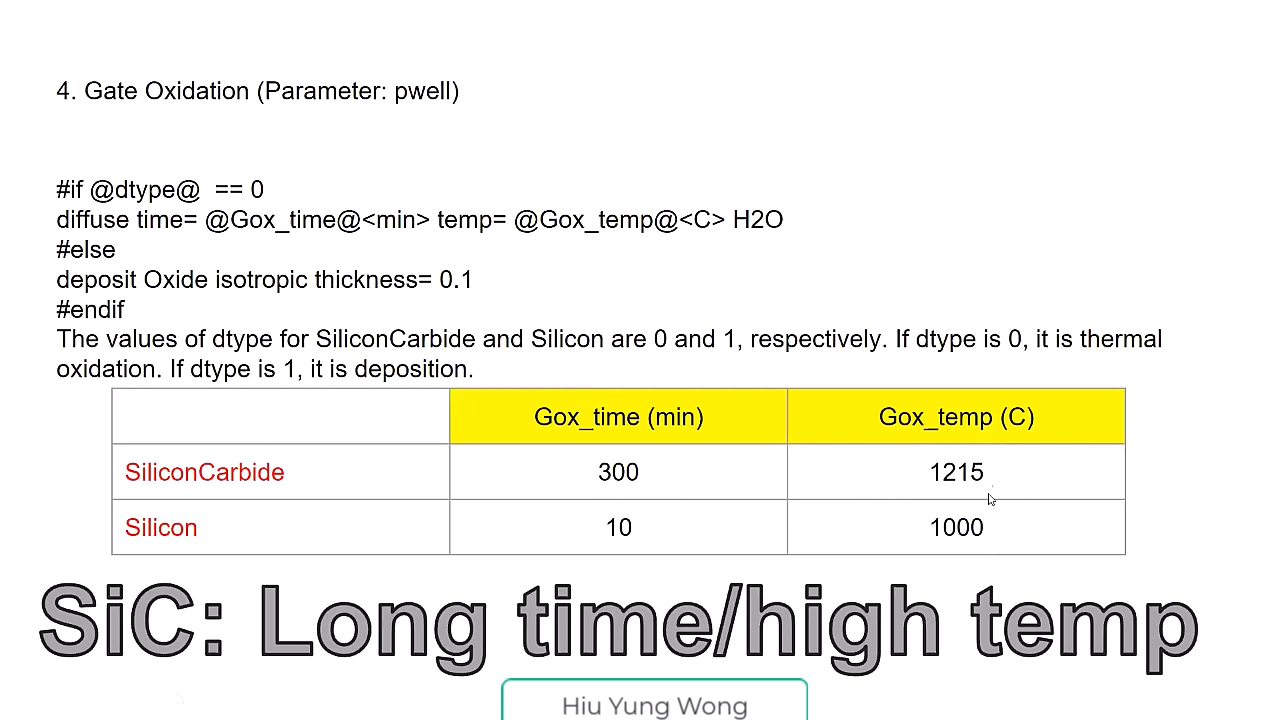 4. Gate Oxidation (Parameter: pwell)
#if @dtype@  == 0
diffuse time= @Gox_time@<min> temp= @Gox_temp@<C> H2O
#else
deposit Oxide isotropic thickness= 0.1
#endif
The values of dtype for SiliconCarbide and Silicon are 0 and 1, respectively. If dtype is 0, it is thermal
oxidation. If dtype is 1, it is deposition.
Gox_time (min) Gox_temp (C)
SiliconCarbide 300 1215
Silicon 10 1000
SiC: Long time/high temp
Hiu Yung Wong